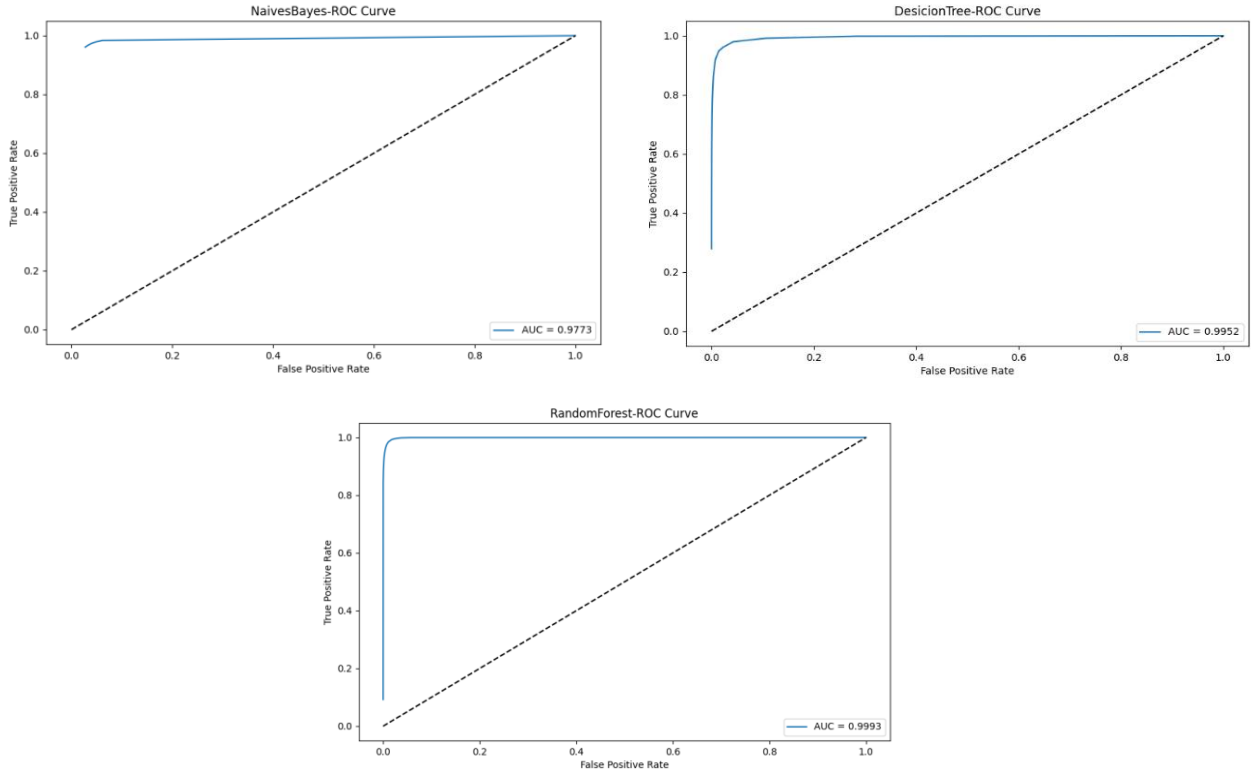 NaivesBayes-ROC Curve
1.0
0.8
0.6
0.4
0.2
0.0
True Positive Rate
0.0 0.2 0.4 0.6 0.8 1.0
False Positive Rate
AUC = 0.9773
DesicionTree-ROC Curve
1.0
0.8
0.6
0.4
0.2
0.0
True Positive Rate
0.0 0.2 0.4 0.6 0.8 1.0
False Positive Rate
AUC = 0.9952
RandomForest-ROC Curve
1.0
0.8
0.6
0.4
0.2
0.0
True Positive Rate
0.0 0.2 0.4 0.6 0.8 1.0
False Positive Rate
AUC = 0.9993